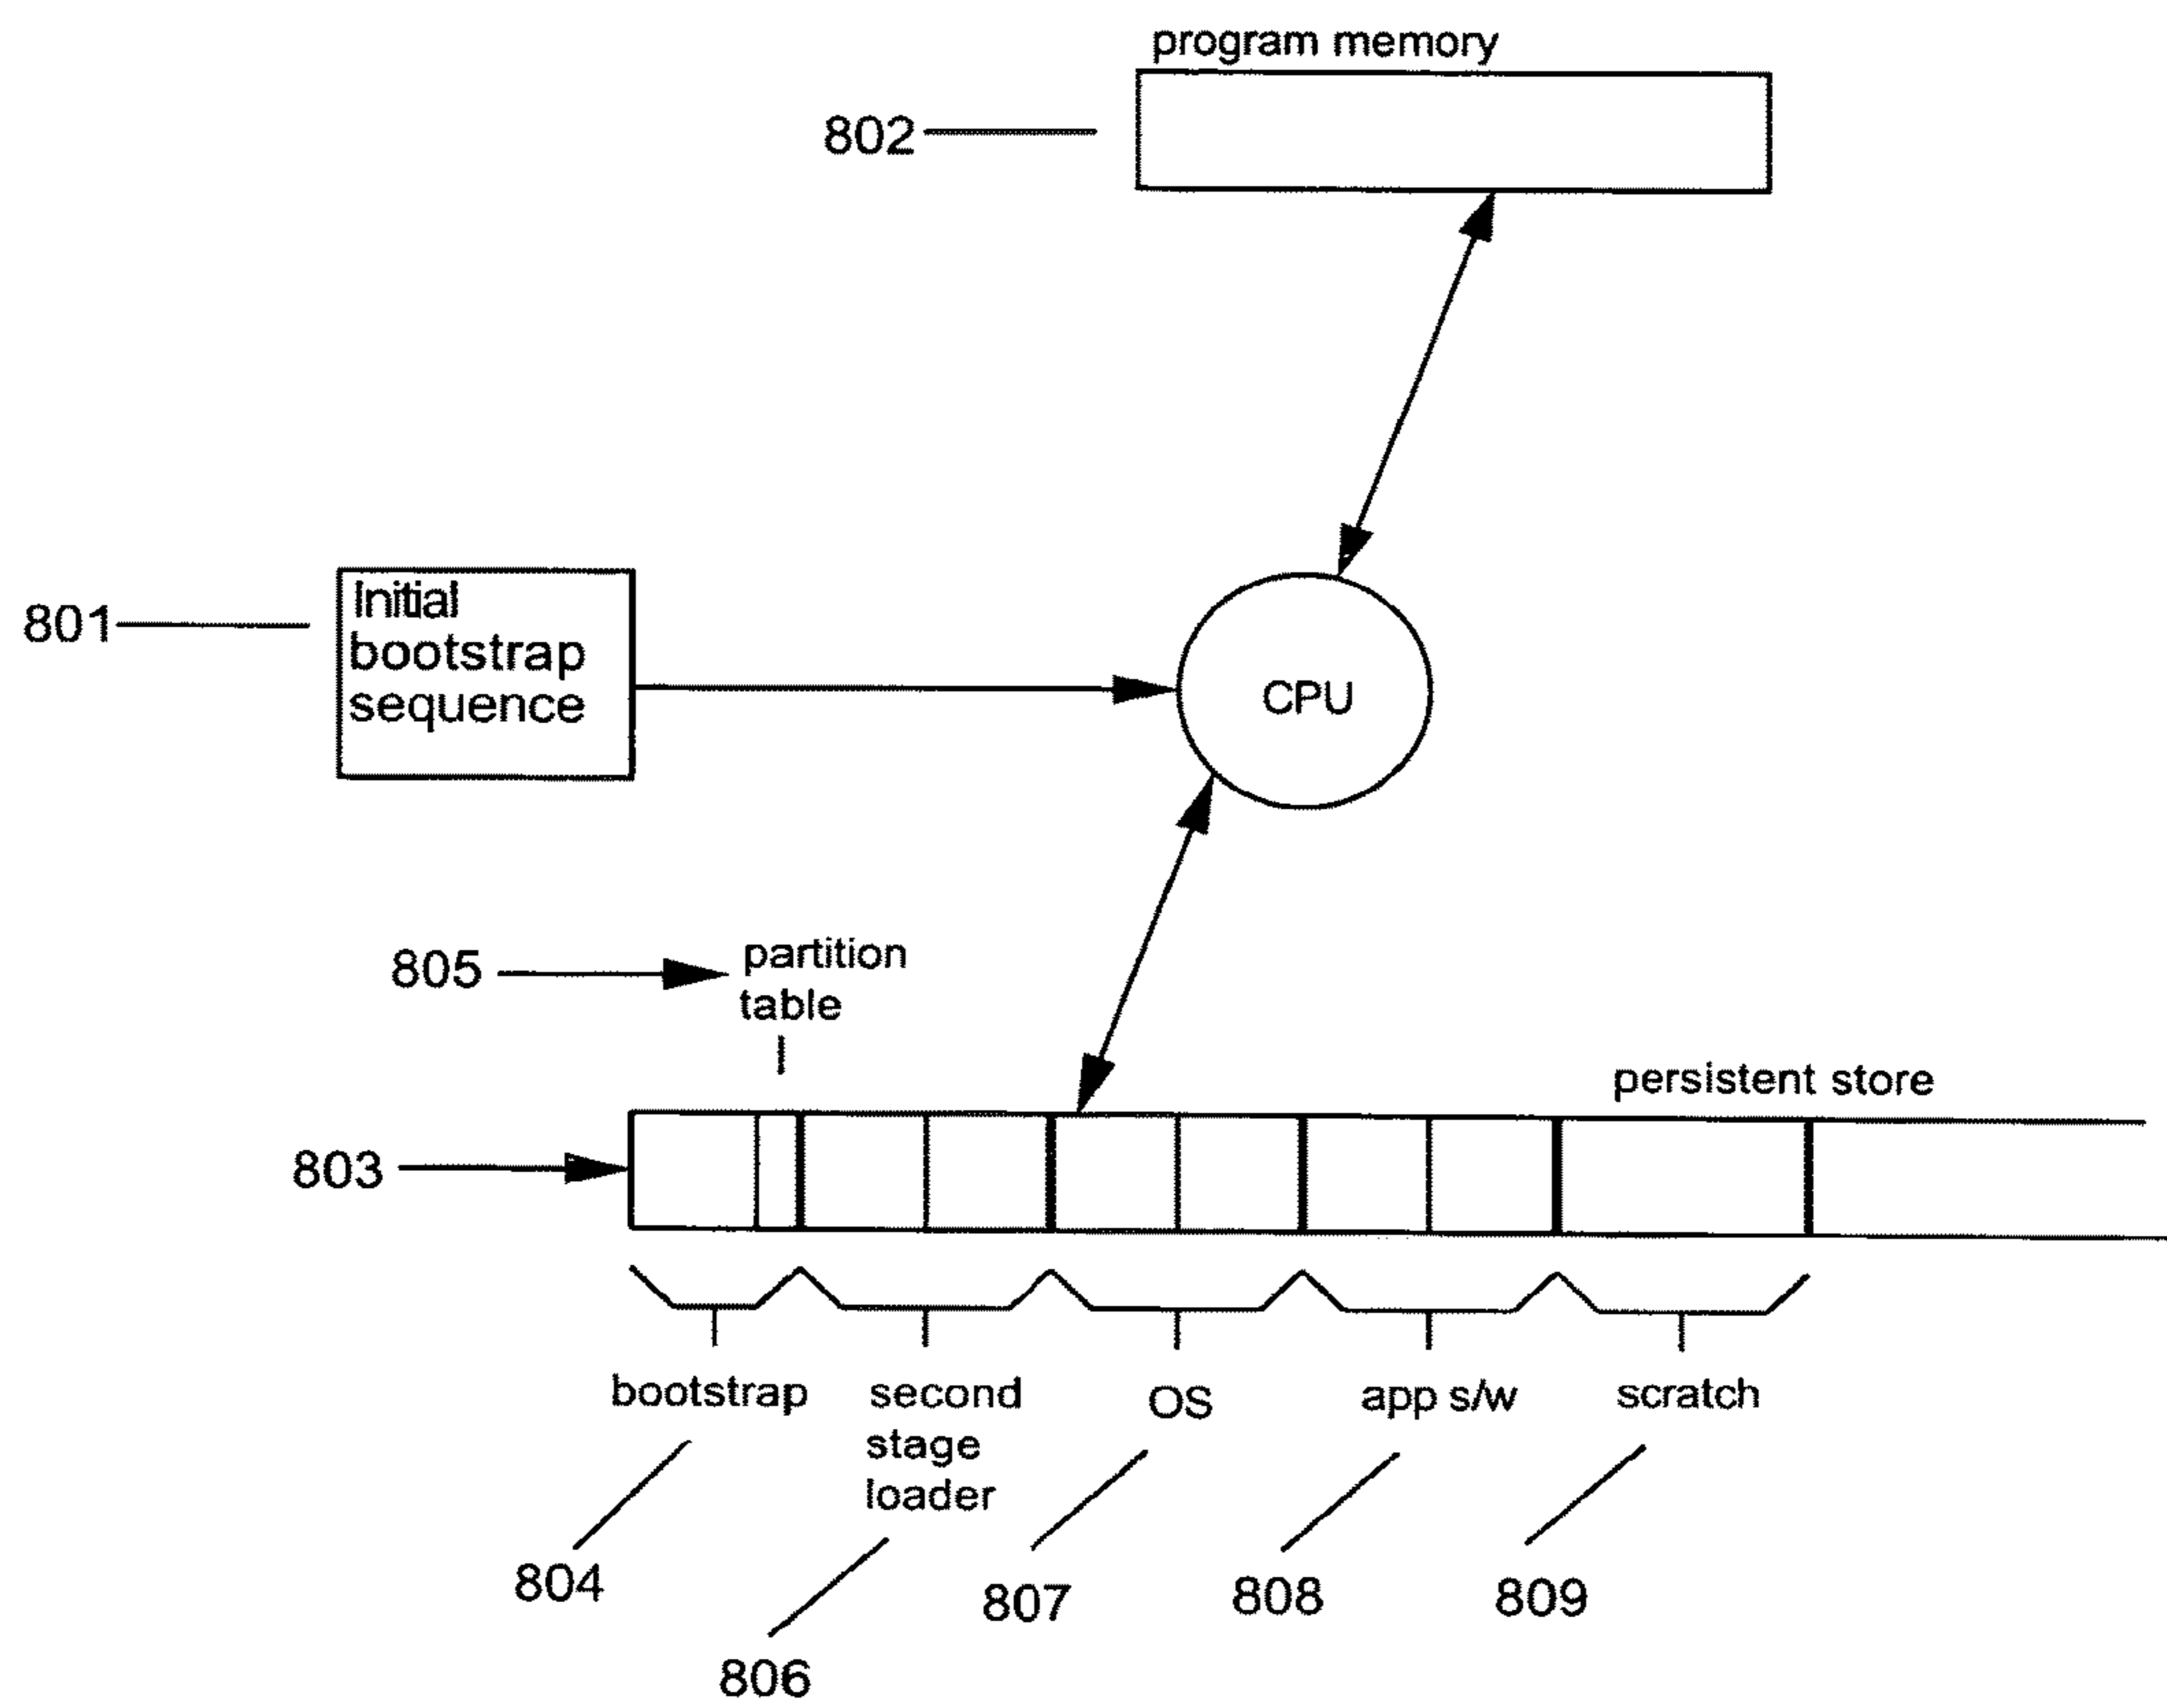 program memory
802
801
Initial
bootstrap
sequence
CPU
805
partition
table
persistent store
803
bootstrap
second
stage
loader
OS
app s/w
scratch
804
806
807
808
809